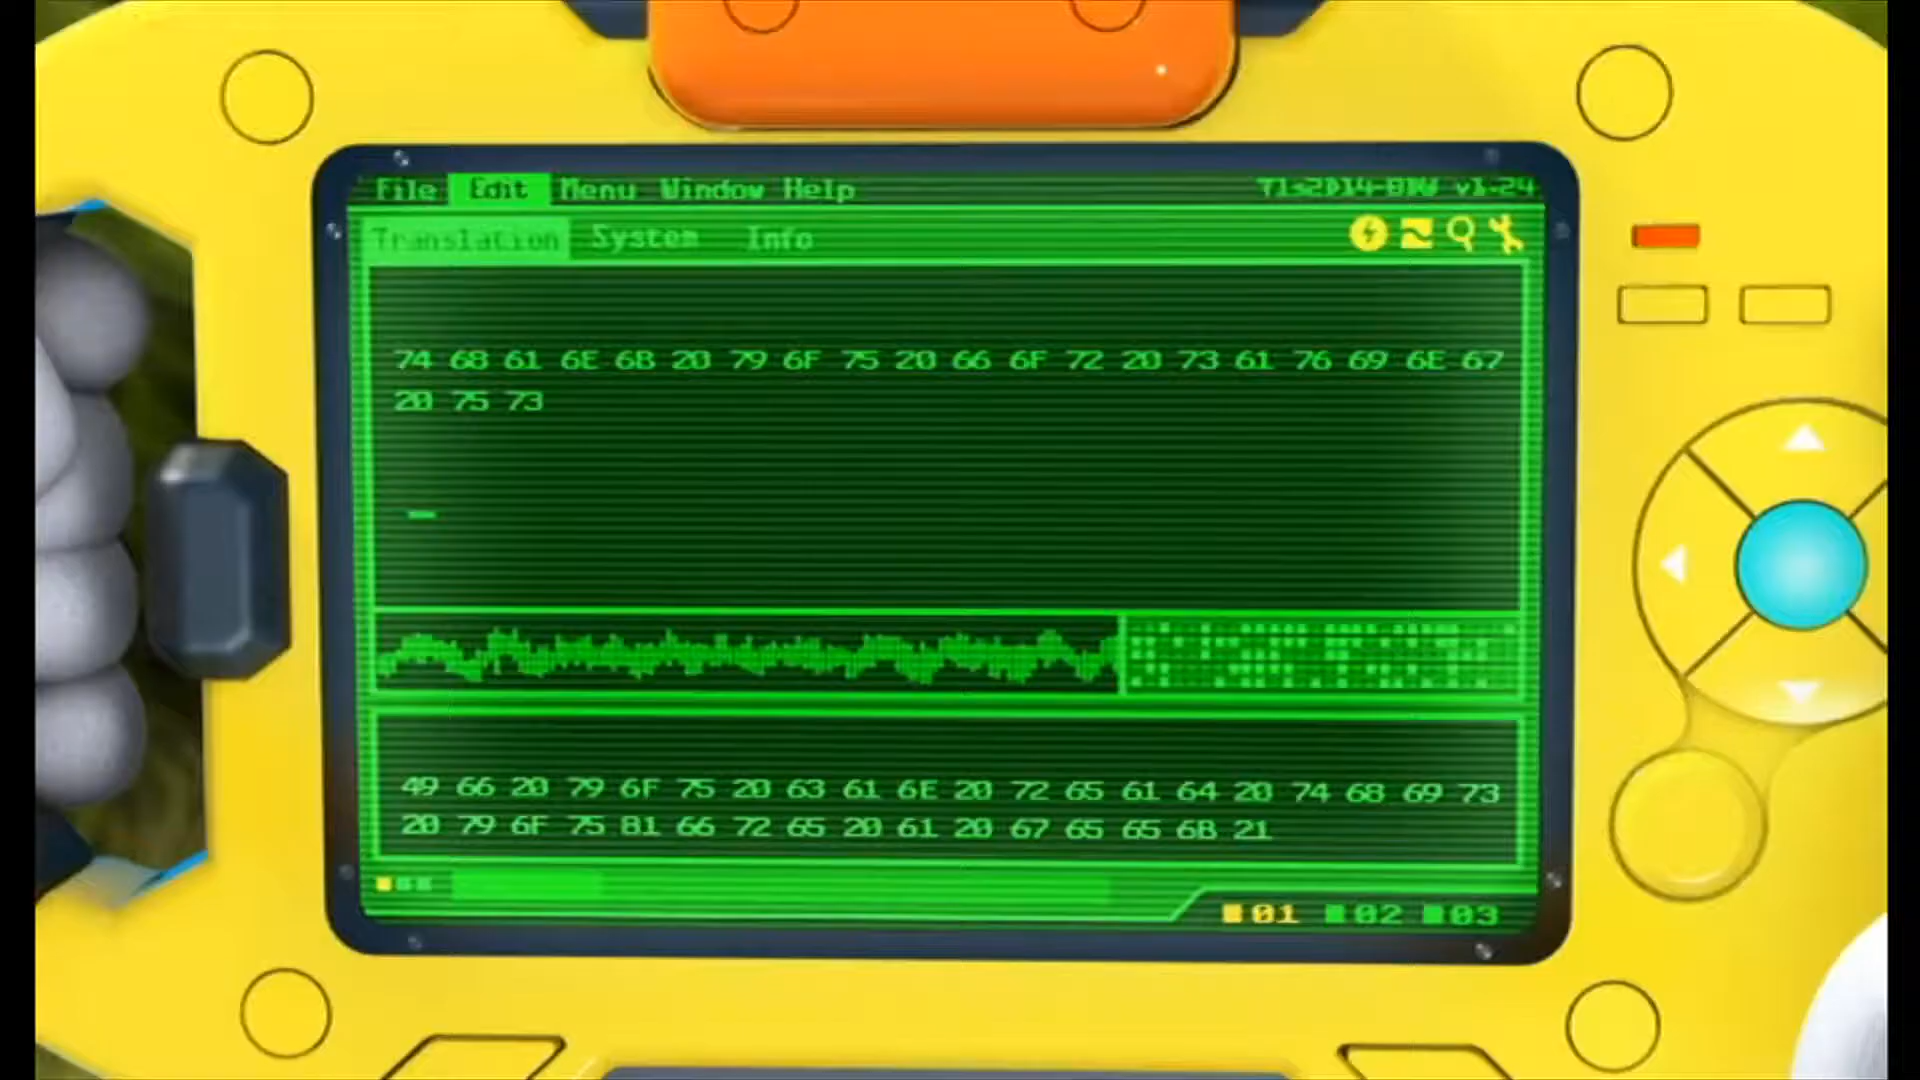 File Edit Menu Window Help v1.24
Translation System Info
74 68 61 6E 6B 20 79 6F 75 20 66 6F 72 20 73 61 76 69 6E 67
20 75 73
49 66 20 79 6F 75 20 63 61 6E 20 72 65 61 64 20 74 68 69 73
20 79 6F 75 81 66 72 65 20 61 20 67 65 65 6B 21
01 02 03